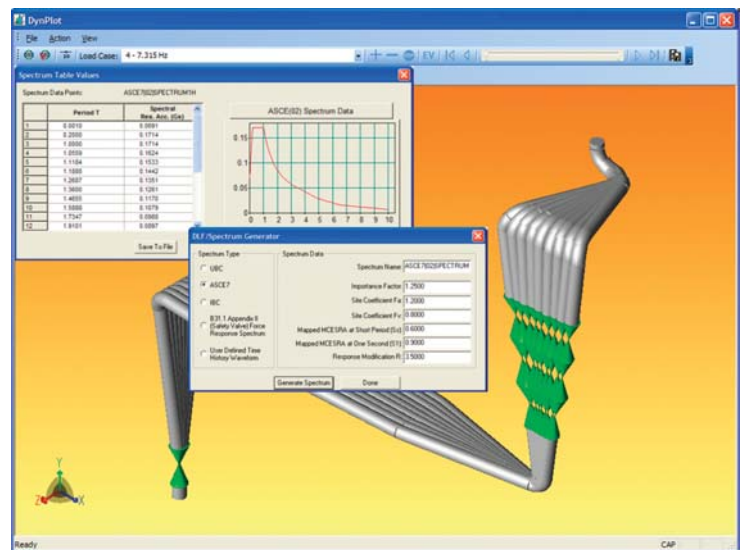 DynPlot
File Action View
Load Case: 4 - 7.315 Hz
EV
Spectrum Table Values
Spectrum Data Points: ASCE7(02)SPECTRUM1H
Period T Spectral Res. Acc. (Ge)
1 0.0010 0.0691
2 0.2000 0.1714
3 1.0000 0.1714
4 1.0559 0.1624
5 1.1184 0.1533
6 1.1888 0.1442
7 1.2687 0.1351
8 1.3600 0.1261
9 1.4655 0.1170
10 1.5888 0.1079
11 1.7347 0.0988
12 1.9101 0.0897
Save To File
ASCE(02) Spectrum Data
0.15
0.1
0.05
0 1 2 3 4 5 6 7 8 9 10
DLF/Spectrum Generator
Spectrum Type
UBC
ASCE7
IBC
B31.1 Appendix II (Safety Valve) Force Response Spectrum
User Defined Time History Waveform
Spectrum Data
Spectrum Name: ASCE7(02)SPECTRUM
Importance Factor: 1.2500
Site Coefficient Fa: 1.2000
Site Coefficient Fv: 0.8000
Mapped MCESRA at Short Period (Ss): 0.6000
Mapped MCESRA at One Second (S1): 0.9000
Response Modification R: 3.5000
Generate Spectrum Done
Y
Z X
Ready CAP